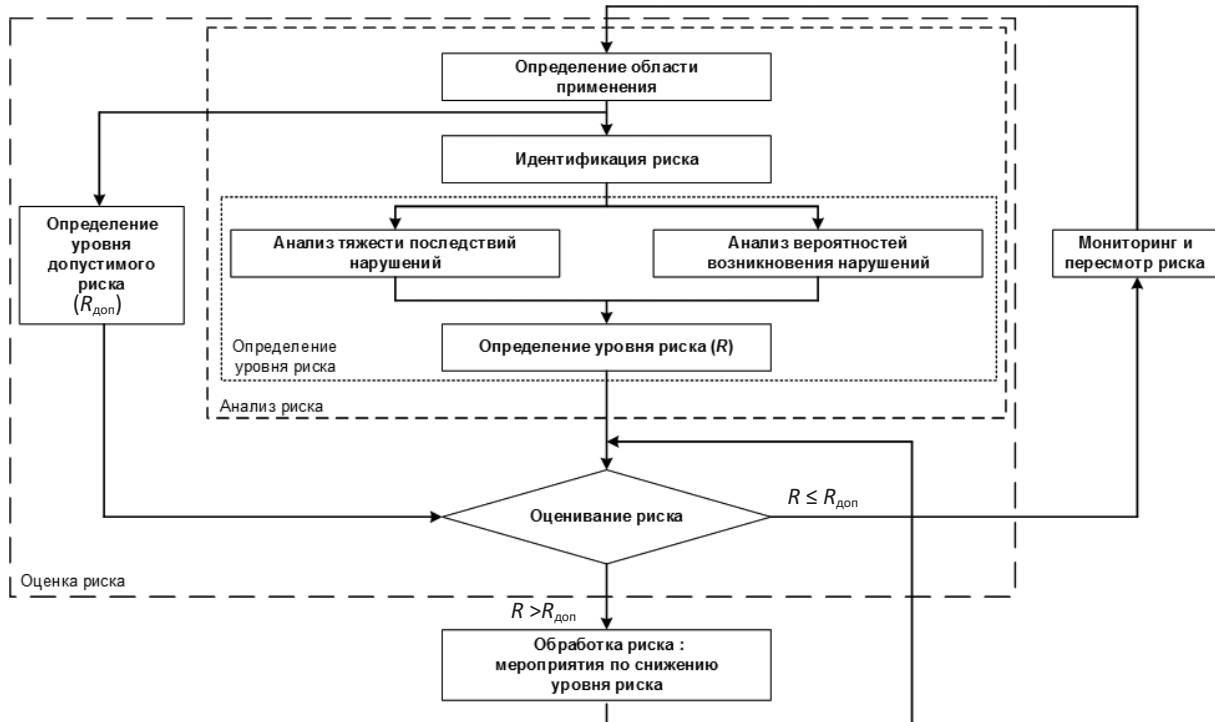 Определение области
применения
Идентификация риска
Определение
уровня
допустимого
риска
(Rдоп)
Анализ тяжести последствий
нарушений
Анализ вероятностей
возникновения нарушений
Мониторинг и
пересмотр риска
Определение уровня риска (R)
Определение
уровня риска
Анализ риска
Оценивание риска
R ≤ Rдоп
Оценка риска
R >Rдоп
Обработка риска :
мероприятия по снижению
уровня риска